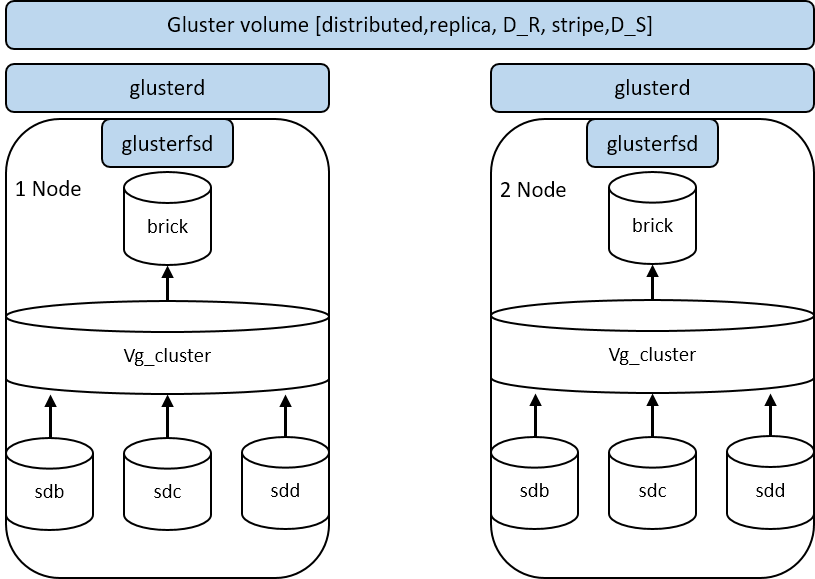 Gluster volume [distributed,replica, D_R, stripe,D_S]
glusterd
glusterd
glusterfsd
glusterfsd
1 Node
2 Node
brick
brick
Vg_cluster
Vg_cluster
sdb
sdc
sdd
sdb
sdc
sdd